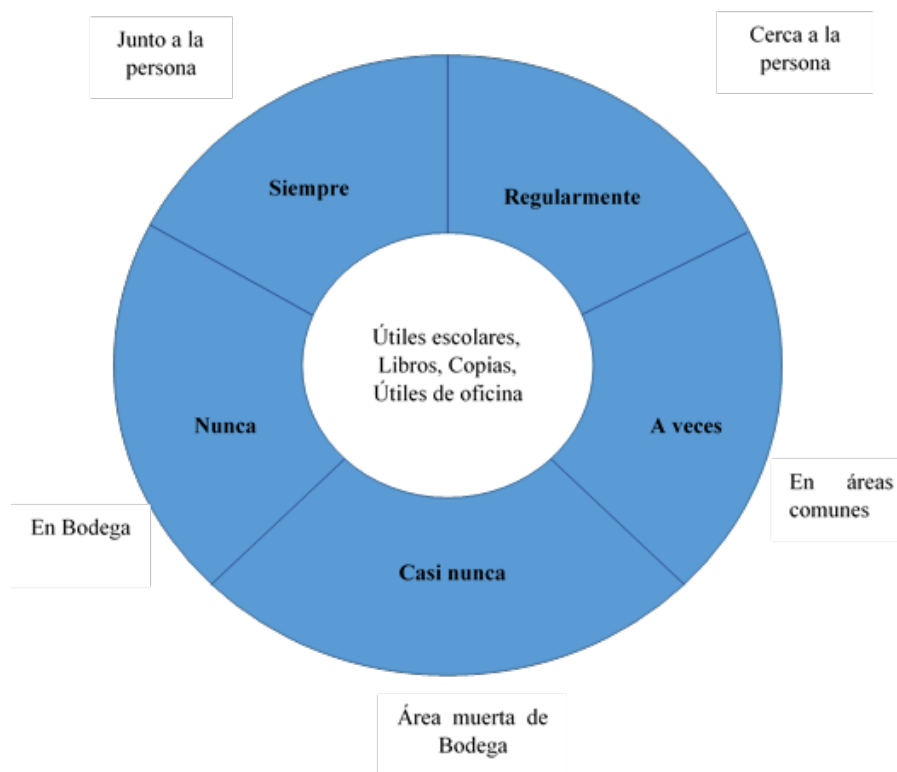 Junto a la
persona
Cerca a la
persona
Siempre
Regularmente
Útiles escolares,
Libros, Copias,
Útiles de oficina
Nunca
A veces
En áreas
comunes
En Bodega
Casi nunca
Área muerta de
Bodega